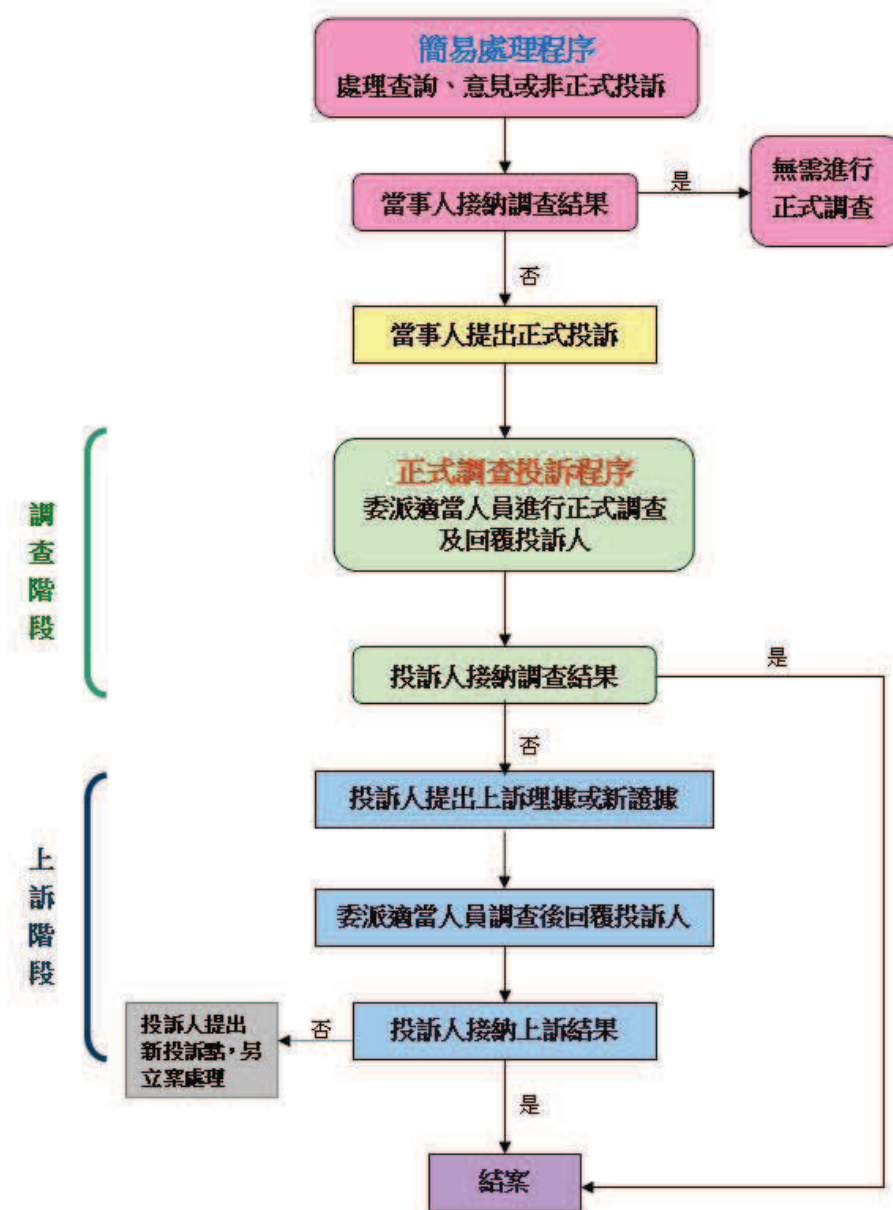 簡易處理程序
處理查詢、意見或非正式投訴
當事人接納調查結果
是
無需進行
正式調查
否
當事人提出正式投訴
調
查
階
段
正式調查投訴程序
委派適當人員進行正式調查
及回覆投訴人
投訴人接納調查結果
是
否
上
訴
階
段
投訴人提出上訴理據或新證據
委派適當人員調查後回覆投訴人
投訴人接納上訴結果
否
投訴人提出
新投訴點，另
立案處理
是
結案